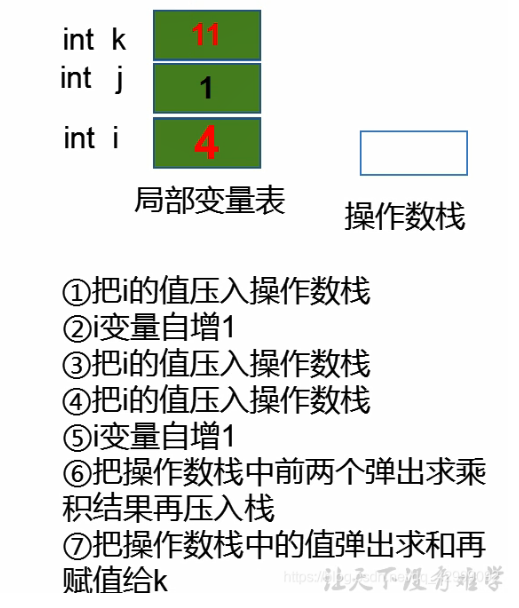 int k 11
int j 1
int i 4
局部变量表
操作数栈
①把i的值压入操作数栈
②i变量自增1
③把i的值压入操作数栈
④把i的值压入操作数栈
⑤i变量自增1
⑥把操作数栈中前两个弹出求乘
积结果再压入栈
⑦把操作数栈中的值弹出求和再
赋值给k
让天下没有难学